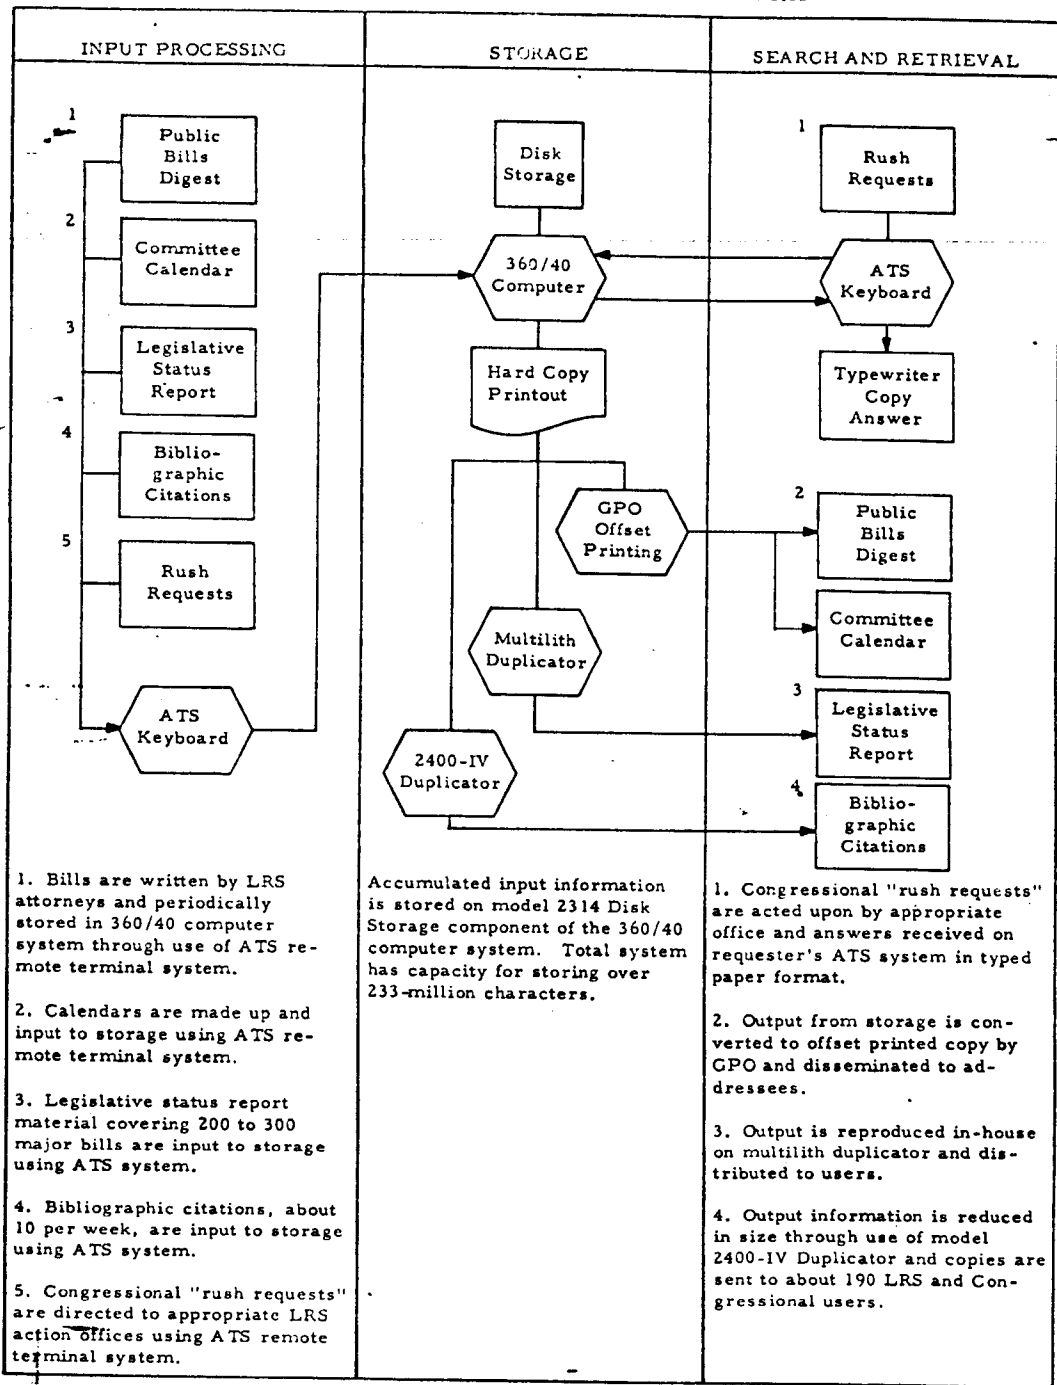 INPUT PROCESSING
1
Public
Bills
Digest
2
Committee
Calendar
3
Legislative
Status
Report
4
Biblio-
graphic
Citations
5
Rush
Requests
ATS
Keyboard
1. Bills are written by LRS
attorneys and periodically
stored in 360/40 computer
system through use of ATS re-
mote terminal system.
2. Calendars are made up and
input to storage using ATS re-
mote terminal system.
3. Legislative status report
material covering 200 to 300
major bills are input to storage
using ATS system.
4. Bibliographic citations, about
10 per week, are input to storage
using ATS system.
5. Congressional "rush requests"
are directed to appropriate LRS
action offices using ATS remote
terminal system.
STORAGE
Disk
Storage
360/40
Computer
Hard Copy
Printout
GPO
Offset
Printing
Multilith
Duplicator
2400-IV
Duplicator
Accumulated input information
is stored on model 2314 Disk
Storage component of the 360/40
computer system. Total system
has capacity for storing over
233-million characters.
SEARCH AND RETRIEVAL
1
Rush
Requests
ATS
Keyboard
Typewriter
Copy
Answer
2
Public
Bills
Digest
Committee
Calendar
3
Legislative
Status
Report
4
Biblio-
graphic
Citations
1. Congressional "rush requests"
are acted upon by appropriate
office and answers received on
requester's ATS system in typed
paper format.
2. Output from storage is con-
verted to offset printed copy by
GPO and disseminated to ad-
dressees.
3. Output is reproduced in-house
on multilith duplicator and dis-
tributed to users.
4. Output information is reduced
in size through use of model
2400-IV Duplicator and copies are
sent to about 190 LRS and Con-
gressional users.